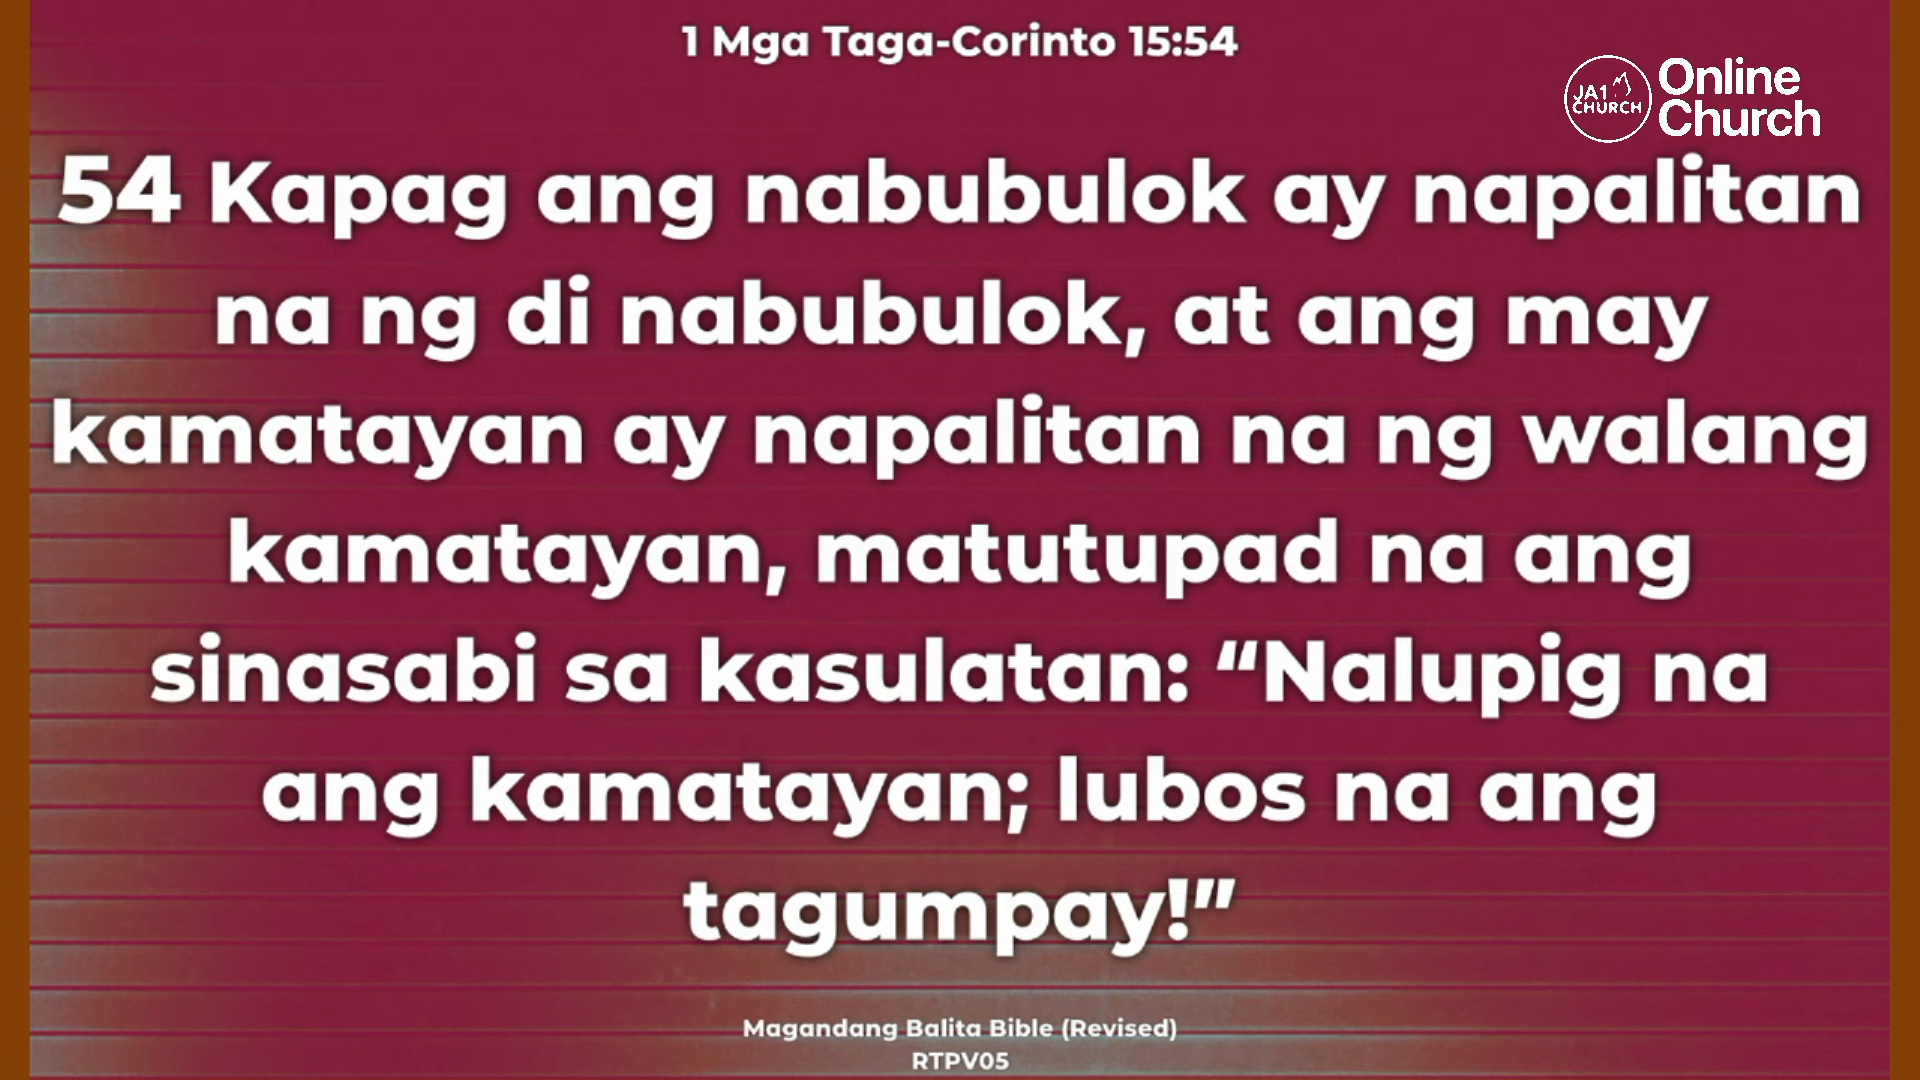 1 Mga Taga-Corinto 15:54
JA1
CHURCH
Online
Church
54 Kapag ang nabubulok ay napalitan
na ng di nabubulok, at ang may
kamatayan ay napalitan na ng walang
kamatayan, matutupad na ang
sinasabi sa kasulatan: “Nalupig na
ang kamatayan; lubos na ang
tagumpay!”
Magandang Balita Bible (Revised)
RTPV05